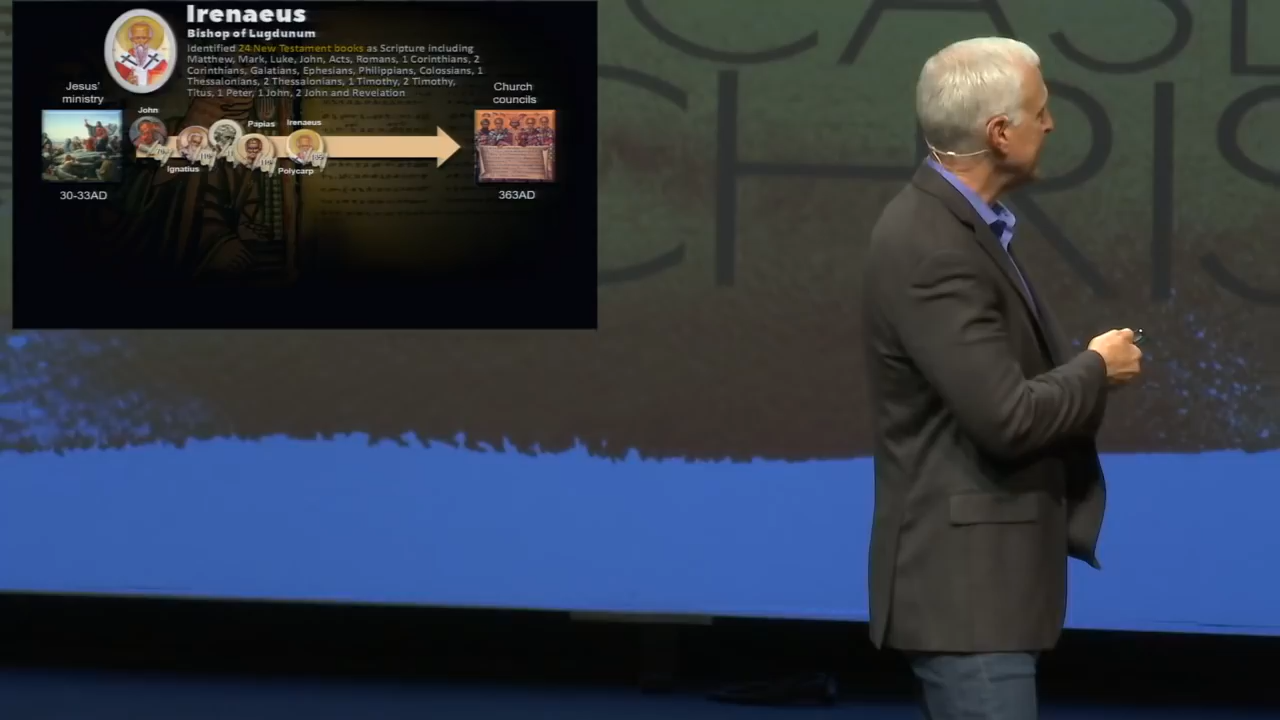 Irenaeus
Bishop of Lugdunum
Identified 24 New Testament books as Scripture including
Matthew, Mark, Luke, John, Acts, Romans, 1 Corinthians, 2
Corinthians, Galatians, Ephesians, Philippians, Colossians, 1
Thessalonians, 2 Thessalonians, 1 Timothy, 2 Timothy,
Titus, 1 Peter, 1 John, 2 John and Revelation
Jesus'
ministry
Church
councils
John
Papias
Irenaeus
Ignatius
Polycarp
30-33AD
363AD
CAS
CHRIS